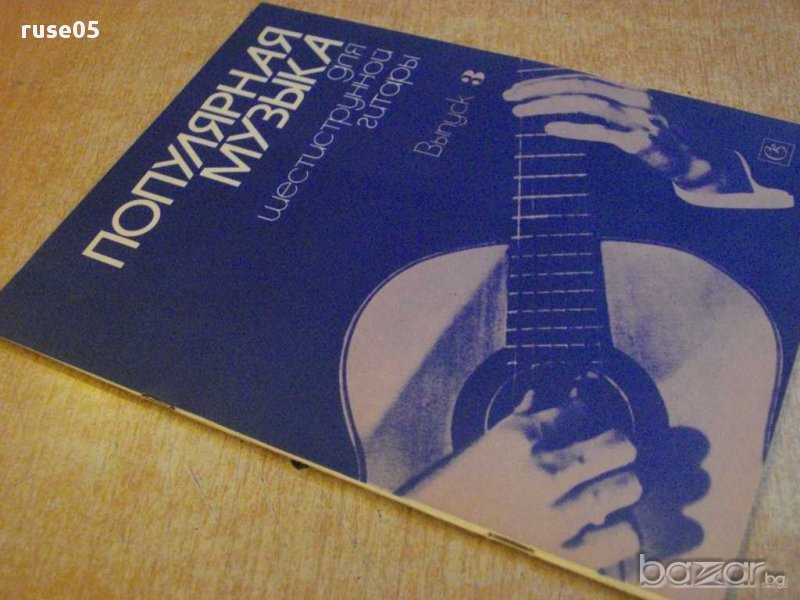 ruse05
ПОПУЛЯРНАЯ
МУЗЫКА
для
шестиструнной
гитары
Выпуск 3
bazar.bg